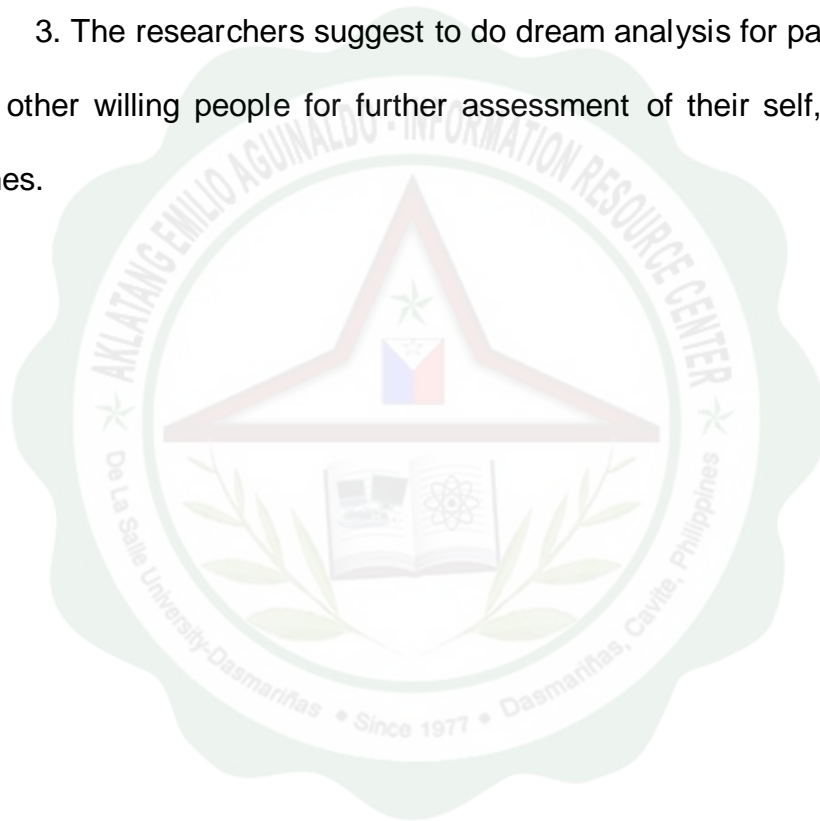 3. The researchers suggest to do dream analysis for pa
other willing people for further assessment of their self,
nes.
AKLATANG EMILIO AGUINALDO - INFORMATION RESOURCE CENTER
De La Salle University-Dasmariñas • Since 1977 • Dasmariñas, Cavite, Philippines